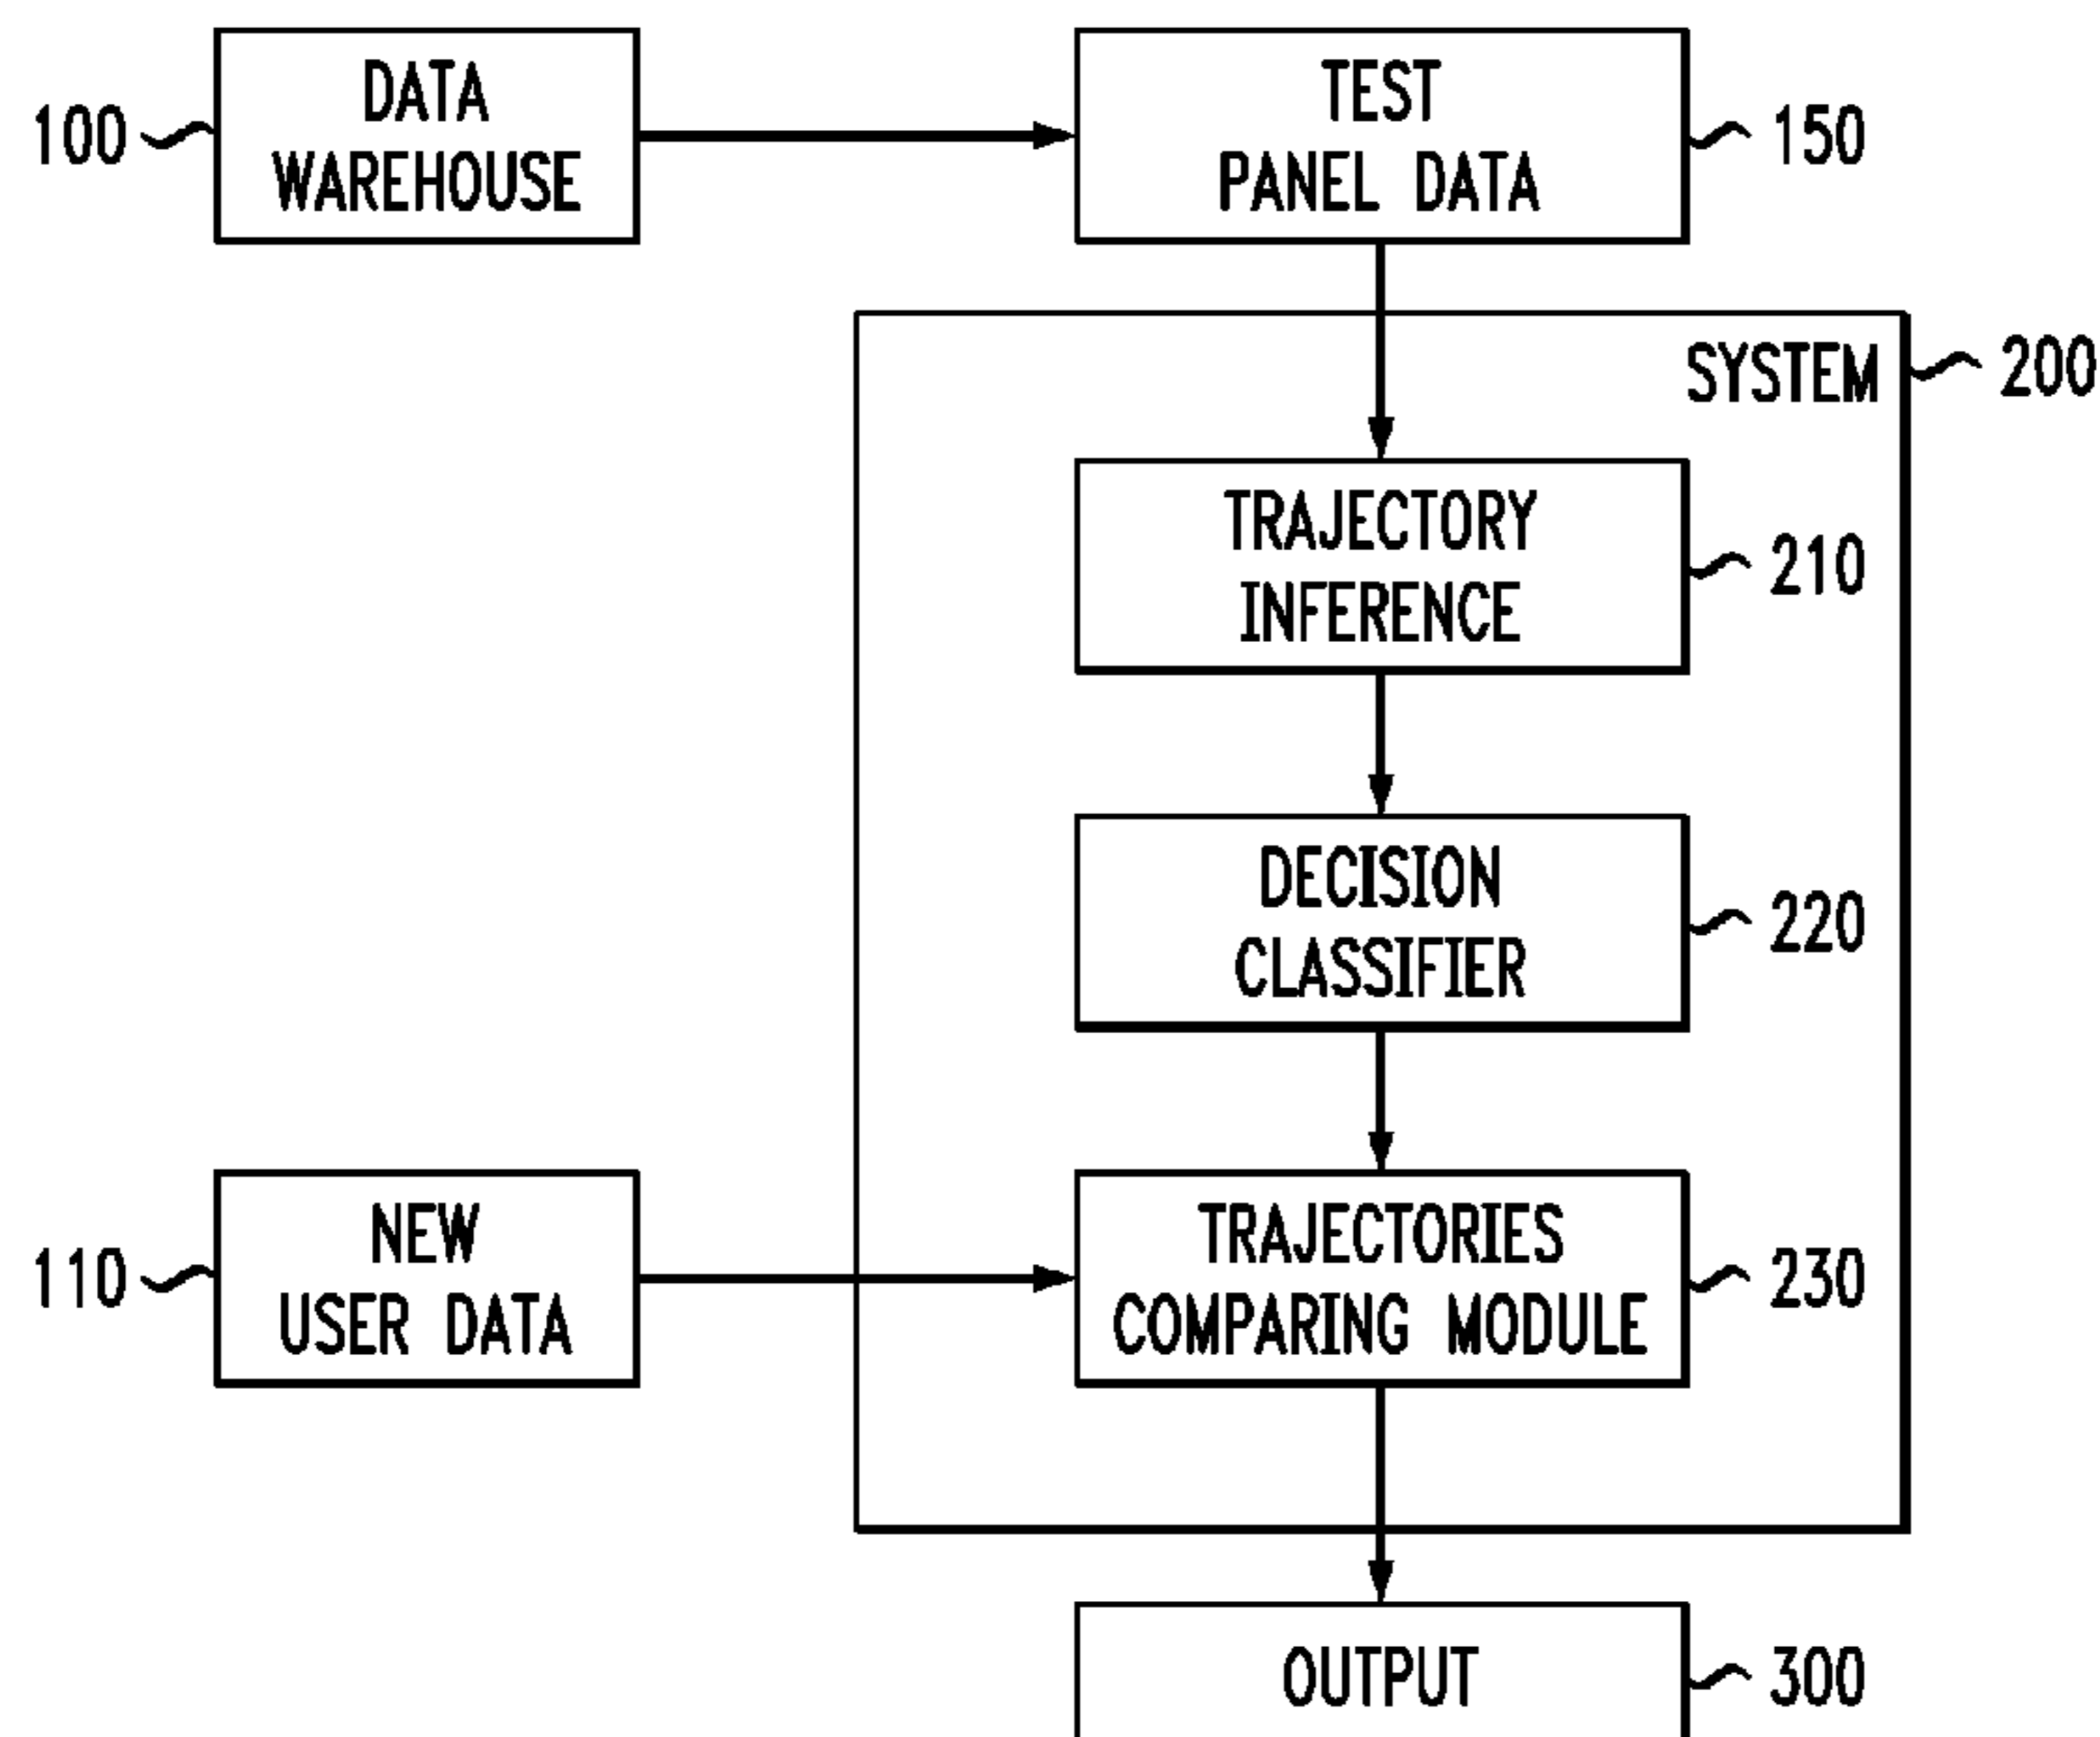 100
DATA
WAREHOUSE
TEST
PANEL DATA
150
SYSTEM
200
TRAJECTORY
INFERENCE
210
DECISION
CLASSIFIER
220
110
NEW
USER DATA
TRAJECTORIES
COMPARING MODULE
230
OUTPUT
300